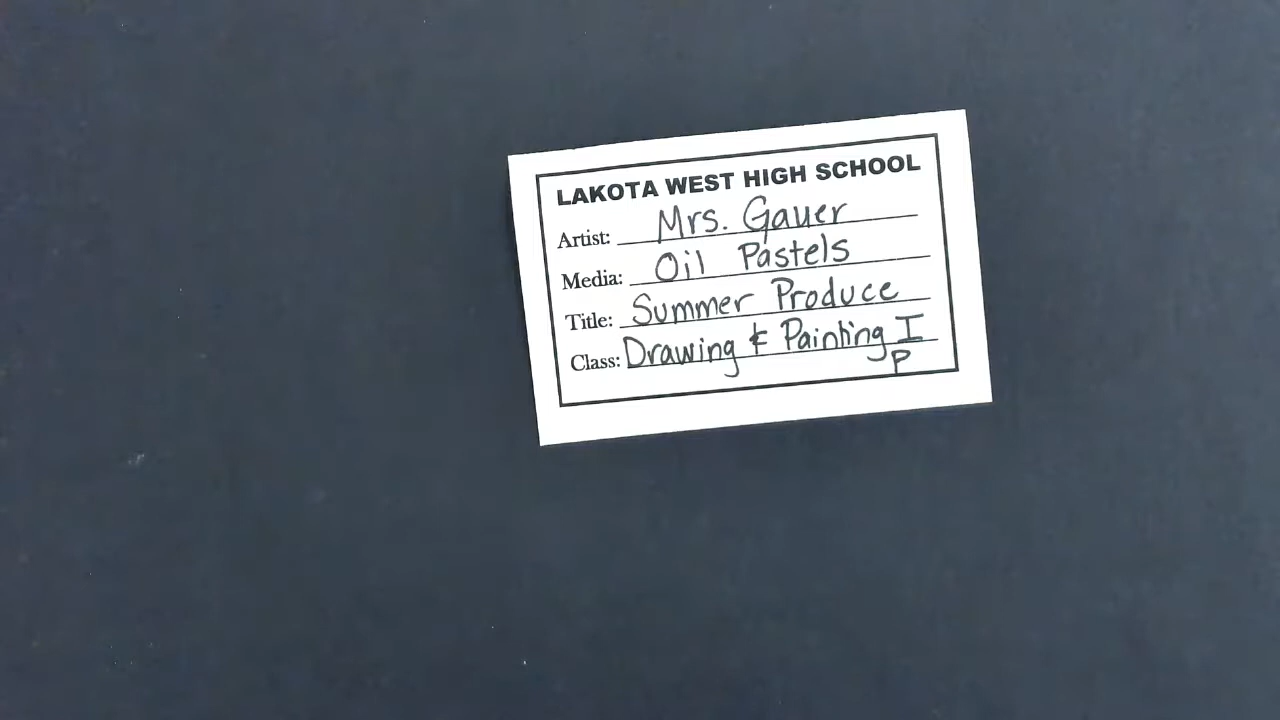 LAKOTA WEST HIGH SCHOOL
Artist: Mrs. Gauer
Media: Oil Pastels
Title: Summer Produce
Class: Drawing & Painting I
P